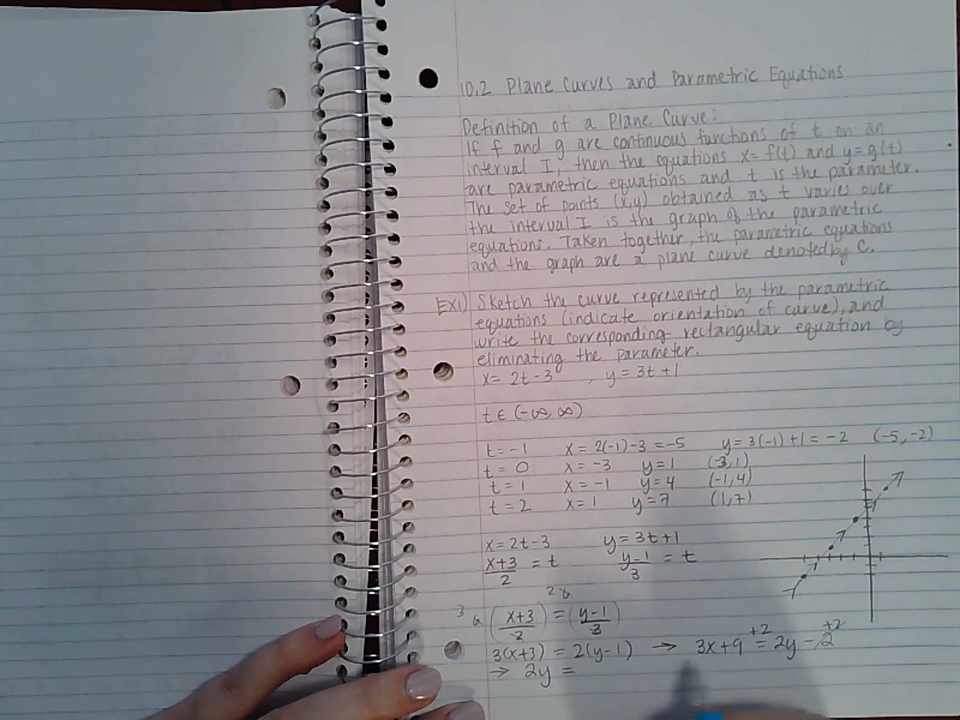 10.2 Plane Curves and Parametric Equations
Definition of a Plane Curve:
If f and g are continuous functions of t on an
interval I, then the equations x = f(t) and y = g(t)
are parametric equations and t is the parameter.
The set of points (x,y) obtained as t varies over
the interval I is the graph of the parametric
equations. Taken together, the parametric equations
and the graph are a plane curve denoted by C.
EX1) Sketch the curve represented by the parametric
equations (indicate orientation of curve), and
write the corresponding rectangular equation by
eliminating the parameter.
x = 2t - 3 , y = 3t + 1
t ∈ (-∞, ∞)
t = -1 x = 2(-1) - 3 = -5 y = 3(-1) + 1 = -2 (-5, -2)
t = 0 x = -3 y = 1 (-3, 1)
t = 1 x = -1 y = 4 (-1, 4)
t = 2 x = 1 y = 7 (1, 7)
x = 2t - 3 y = 3t + 1
(x+3)/2 = t (y-1)/3 = t
3 6 ((x+3)/2) = ((y-1)/3) 2 6
3(x+3) = 2(y-1) → 3x + 9 +2 = 2y - 2 +2
→ 2y =